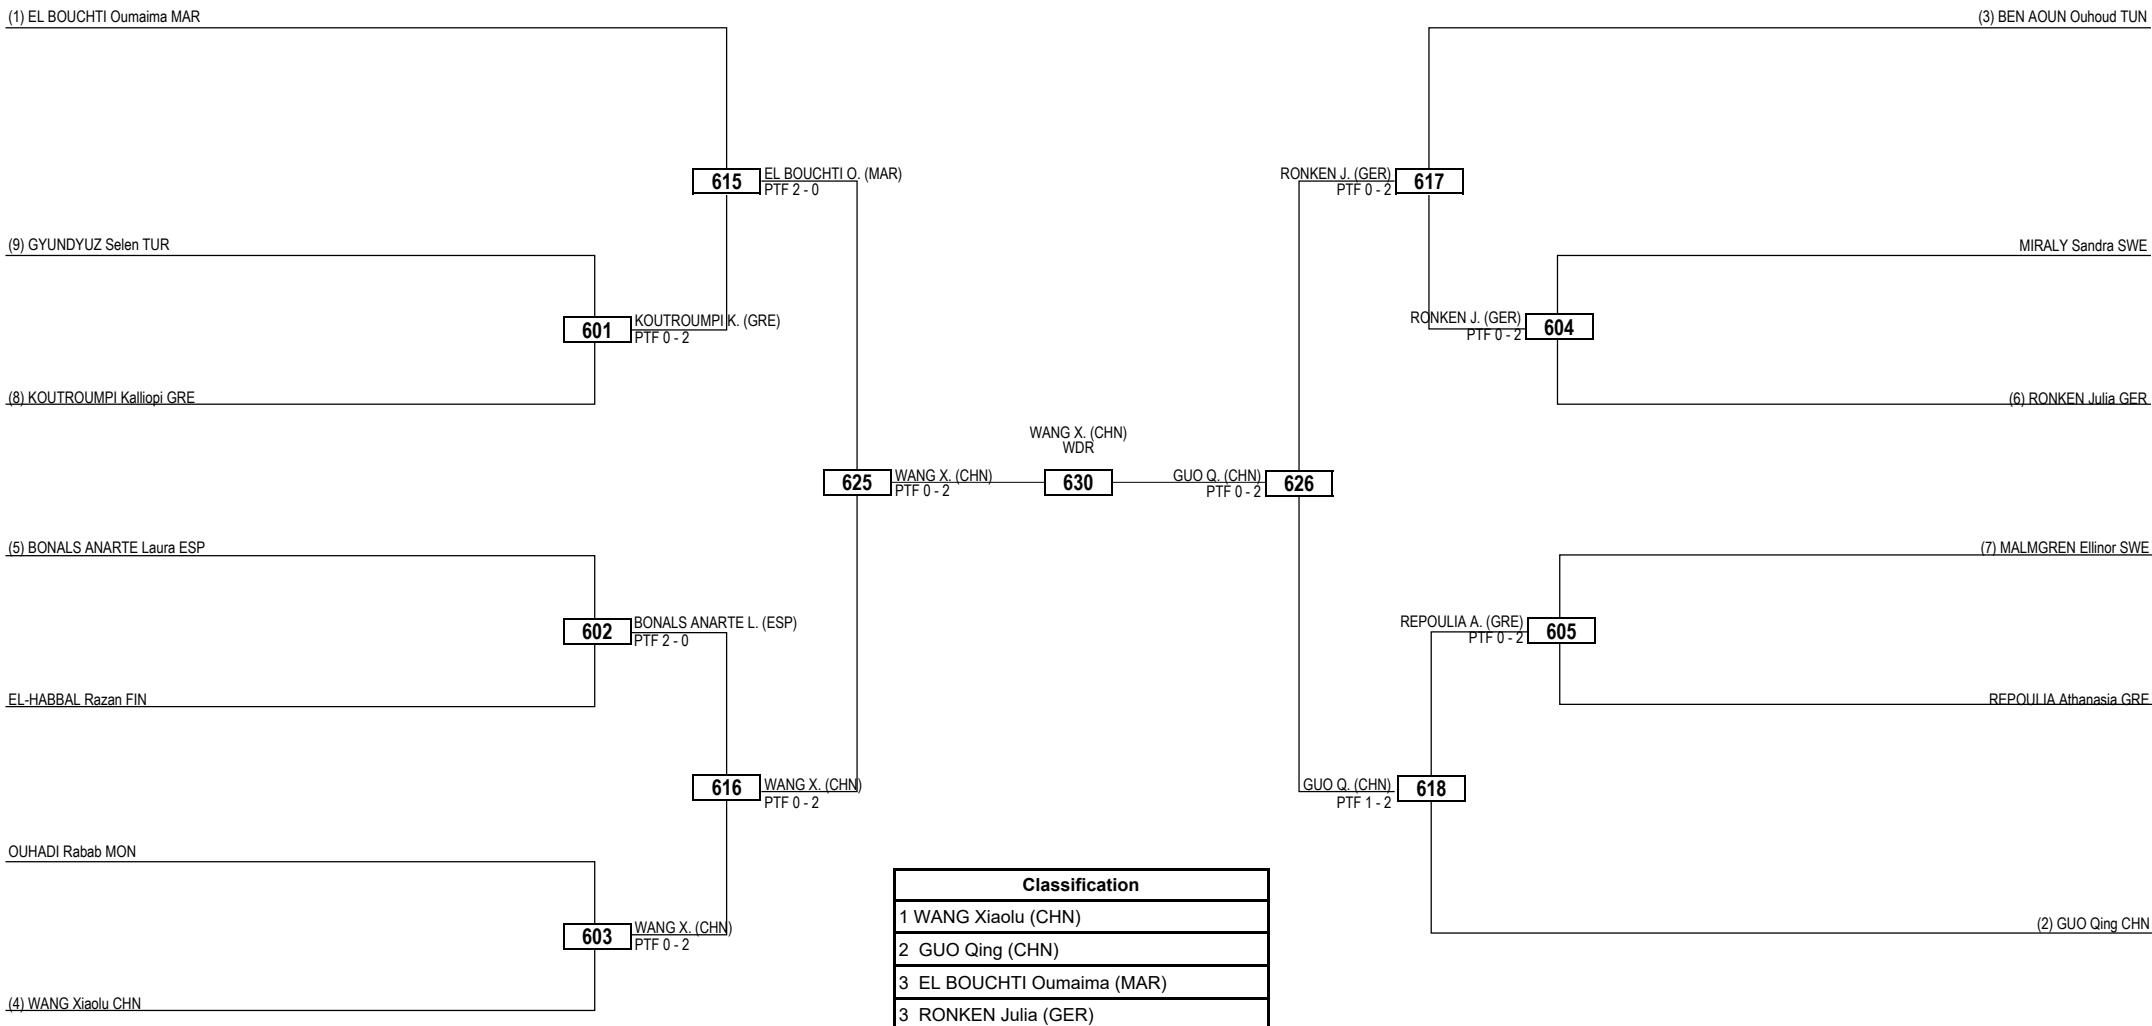 (1) EL BOUCHTI Oumaima MAR
(3) BEN AOUN Ouhoud TUN
615
EL BOUCHTI O. (MAR)
PTF 2 - 0
RONKEN J. (GER)
PTF 0 - 2
617
(9) GYUNDYUZ Selen TUR
MIRALY Sandra SWE
601
KOUTROUMPI K. (GRE)
PTF 0 - 2
RONKEN J. (GER)
PTF 0 - 2
604
(8) KOUTROUMPI Kalliopi GRE
(6) RONKEN Julia GER
WANG X. (CHN)
WDR
625
WANG X. (CHN)
PTF 0 - 2
630
GUO Q. (CHN)
PTF 0 - 2
626
(5) BONALS ANARTE Laura ESP
(7) MALMGREN Ellinor SWE
602
BONALS ANARTE L. (ESP)
PTF 2 - 0
REPOULIA A. (GRE)
PTF 0 - 2
605
EL-HABBAL Razan FIN
REPOULIA Athanasia GRE
616
WANG X. (CHN)
PTF 0 - 2
GUO Q. (CHN)
PTF 1 - 2
618
OUHADI Rabab MON
603
WANG X. (CHN)
PTF 0 - 2
(2) GUO Qing CHN
(4) WANG Xiaolu CHN
Classification
1 WANG Xiaolu (CHN)
2 GUO Qing (CHN)
3 EL BOUCHTI Oumaima (MAR)
3 RONKEN Julia (GER)